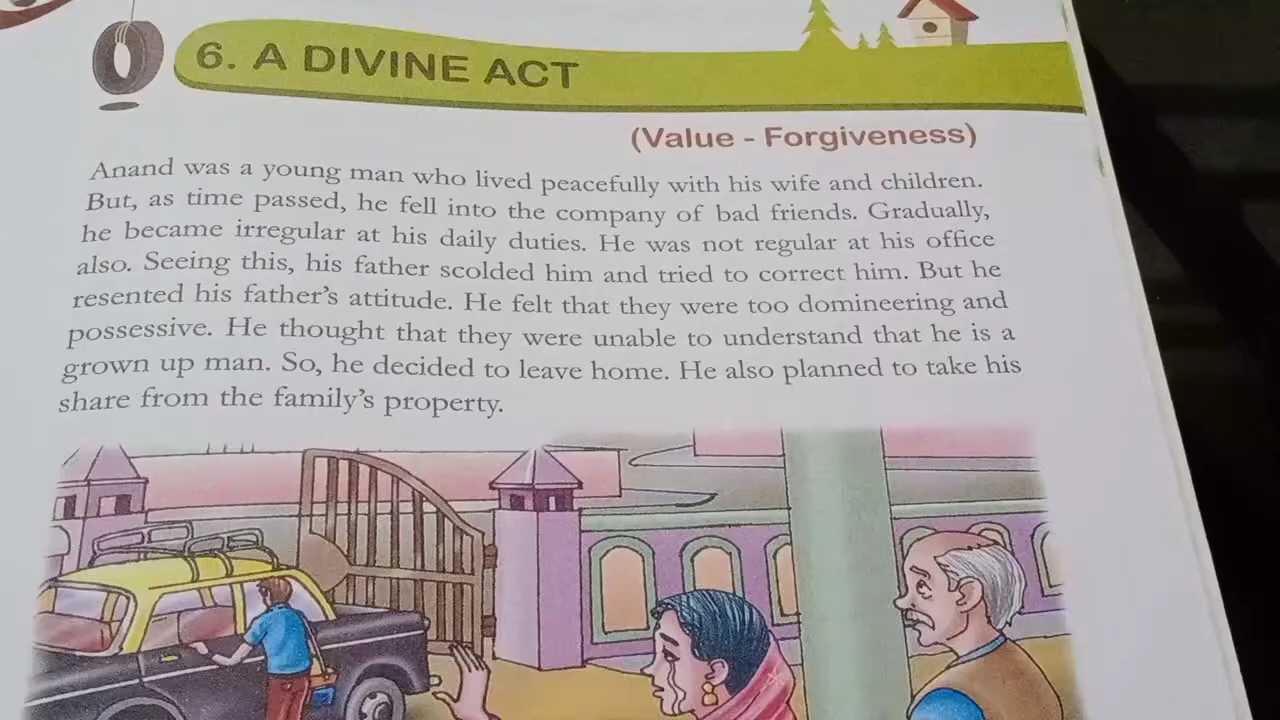 6. A DIVINE ACT
(Value - Forgiveness)
Anand was a young man who lived peacefully with his wife and children.
But, as time passed, he fell into the company of bad friends. Gradually,
he became irregular at his daily duties. He was not regular at his office
also. Seeing this, his father scolded him and tried to correct him. But he
resented his father's attitude. He felt that they were too domineering and
possessive. He thought that they were unable to understand that he is a
grown up man. So, he decided to leave home. He also planned to take his
share from the family's property.